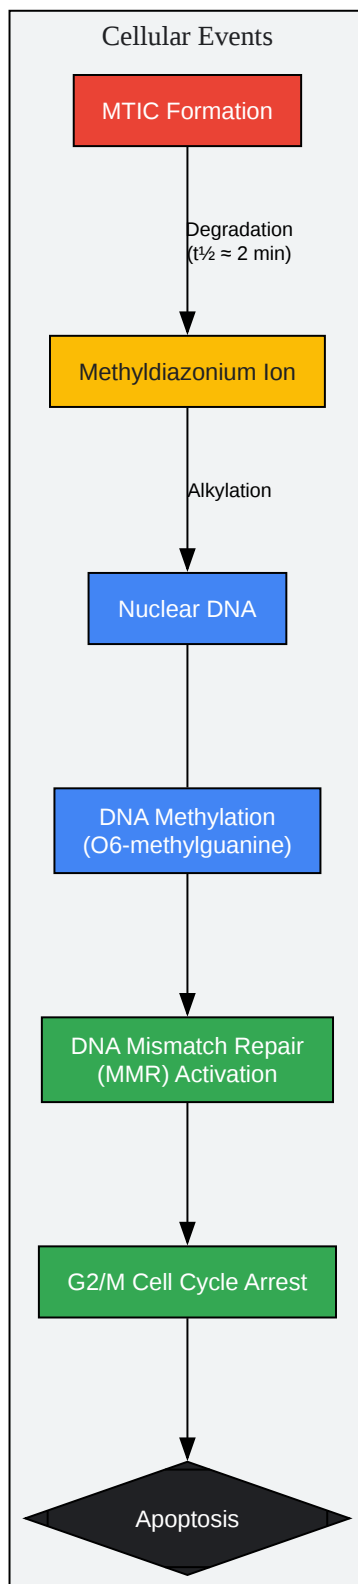 Cellular Events
MTIC Formation
Degradation
(t½ ≈ 2 min)
Methyldiazonium Ion
Alkylation
Nuclear DNA
DNA Methylation
(O6-methylguanine)
DNA Mismatch Repair
(MMR) Activation
G2/M Cell Cycle Arrest
Apoptosis